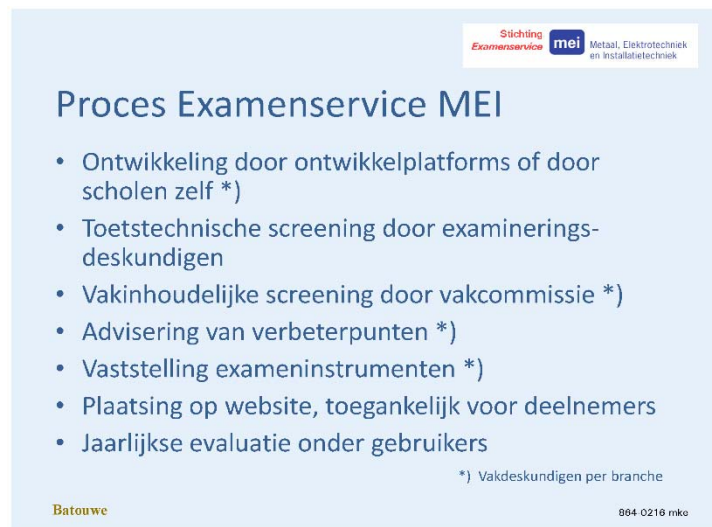 Stichting
Examenservice
mei
Metaal, Elektrotechniek
en Installatietechniek
Proces Examenservice MEI
• Ontwikkeling door ontwikkelplatforms of door
scholen zelf *)
• Toetstechnische screening door examinerings-
deskundigen
• Vakinhoudelijke screening door vakcommissie *)
• Advisering van verbeterpunten *)
• Vaststelling exameninstrumenten *)
• Plaatsing op website, toegankelijk voor deelnemers
• Jaarlijkse evaluatie onder gebruikers
*) Vakdeskundigen per branche
Batouwe
864-0216 mke